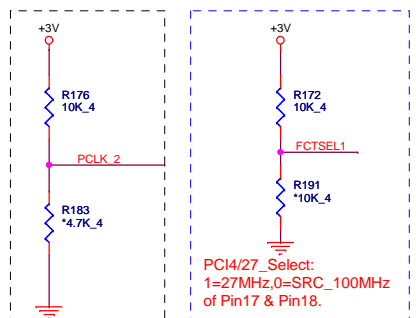 +3V
R176
10K_4
PCLK_2
R183
*4.7K_4
+3V
R172
10K_4
FCTSEL1
R191
*10K_4
PCI4/27_Select:
1=27MHz,0=SRC_100MHz
of Pin17 & Pin18.